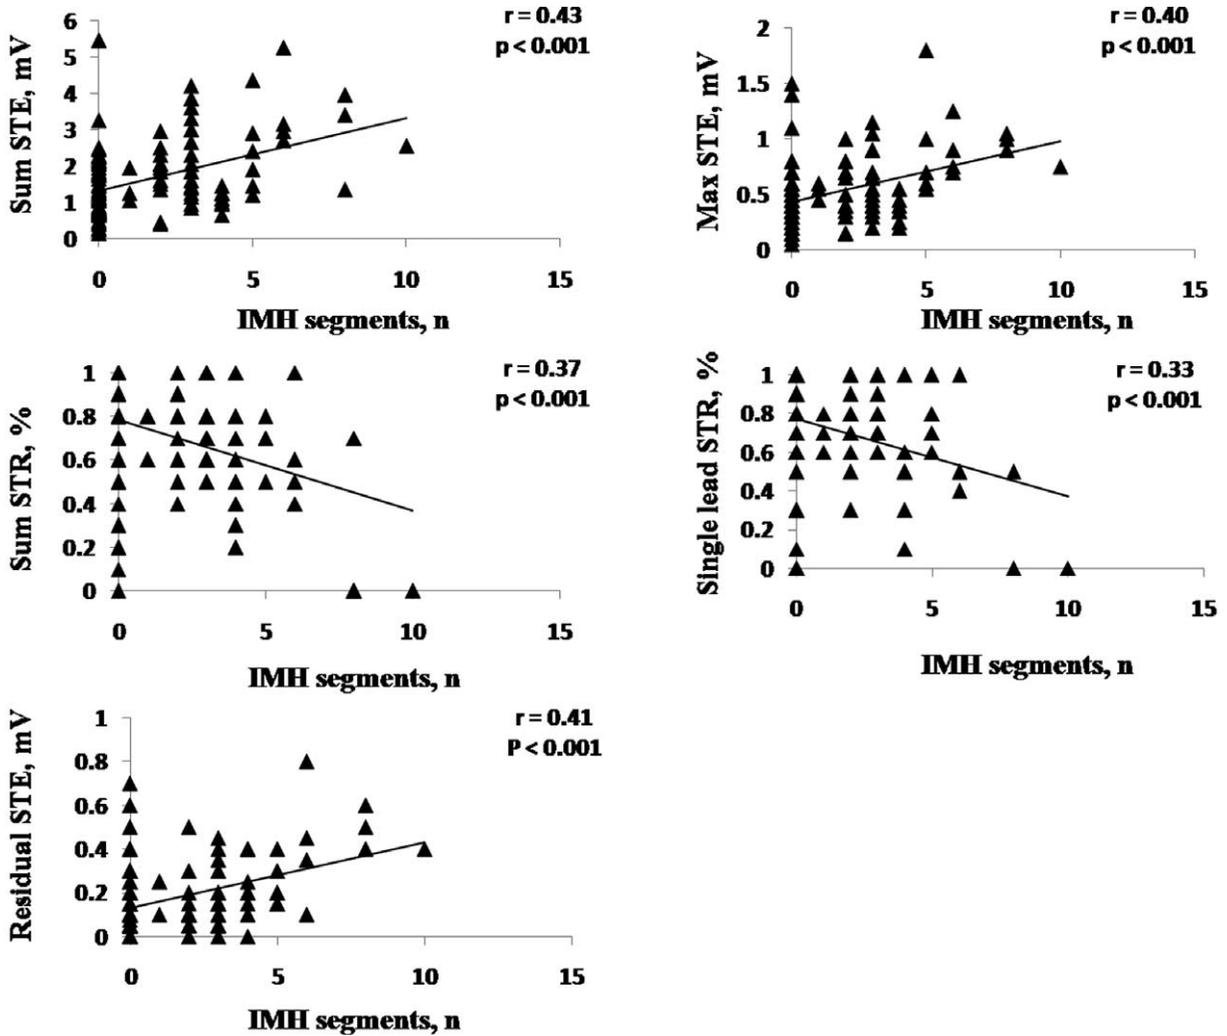 r = 0.43
p < 0.001
Sum STE, mV
6
5
4
3
2
1
0
0 5 10 15
IMH segments, n
r = 0.40
p < 0.001
Max STE, mV
2
1.5
1
0.5
0
0 5 10 15
IMH segments, n
r = 0.37
p < 0.001
Sum STR, %
1
0.8
0.6
0.4
0.2
0
0 5 10 15
IMH segments, n
r = 0.33
p < 0.001
Single lead STR, %
1
0.8
0.6
0.4
0.2
0
0 5 10 15
IMH segments, n
r = 0.41
P < 0.001
Residual STE, mV
1
0.8
0.6
0.4
0.2
0
0 5 10 15
IMH segments, n